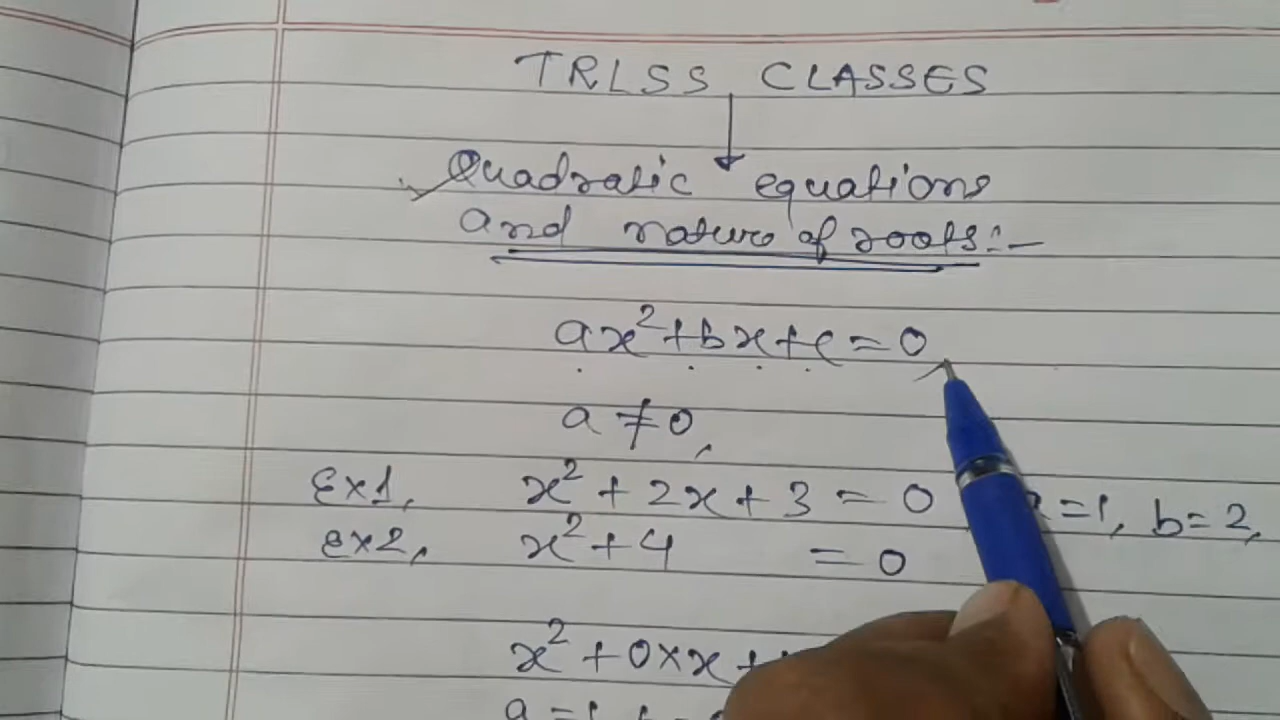 TRLSS CLASSES
Quadratic equations
and nature of roots:-
ax²+bx+c=0
a≠0,
Ex1, x²+2x+3=0 a=1, b=2,
ex2, x²+4 =0
x²+0×x+
a=1